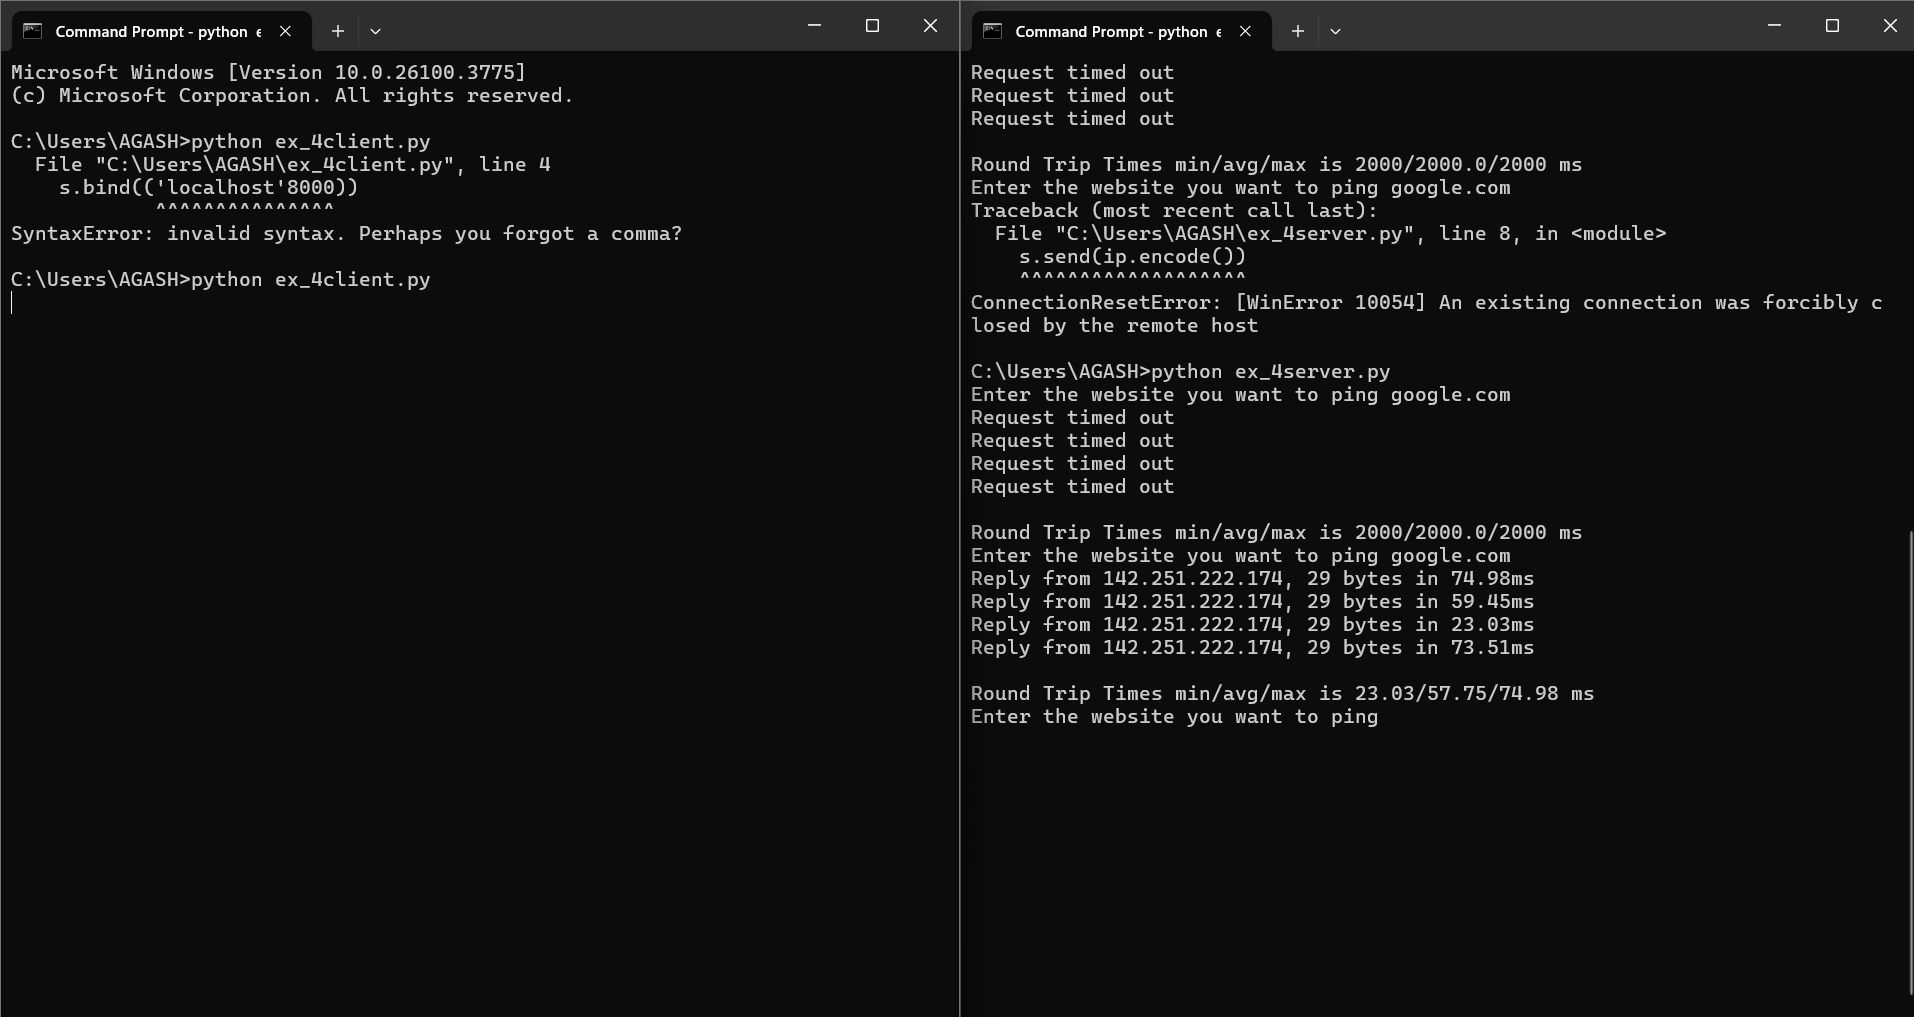 Command Prompt - python e
Microsoft Windows [Version 10.0.26100.3775]
(c) Microsoft Corporation. All rights reserved.
C:\Users\AGASH>python ex_4client.py
  File "C:\Users\AGASH\ex_4client.py", line 4
    s.bind(('localhost'8000))
            ^^^^^^^^^^^^^^^
SyntaxError: invalid syntax. Perhaps you forgot a comma?
C:\Users\AGASH>python ex_4client.py
Command Prompt - python e
Request timed out
Request timed out
Request timed out
Round Trip Times min/avg/max is 2000/2000.0/2000 ms
Enter the website you want to ping google.com
Traceback (most recent call last):
  File "C:\Users\AGASH\ex_4server.py", line 8, in <module>
    s.send(ip.encode())
    ^^^^^^^^^^^^^^^^^^^
ConnectionResetError: [WinError 10054] An existing connection was forcibly c
losed by the remote host
C:\Users\AGASH>python ex_4server.py
Enter the website you want to ping google.com
Request timed out
Request timed out
Request timed out
Request timed out
Round Trip Times min/avg/max is 2000/2000.0/2000 ms
Enter the website you want to ping google.com
Reply from 142.251.222.174, 29 bytes in 74.98ms
Reply from 142.251.222.174, 29 bytes in 59.45ms
Reply from 142.251.222.174, 29 bytes in 23.03ms
Reply from 142.251.222.174, 29 bytes in 73.51ms
Round Trip Times min/avg/max is 23.03/57.75/74.98 ms
Enter the website you want to ping